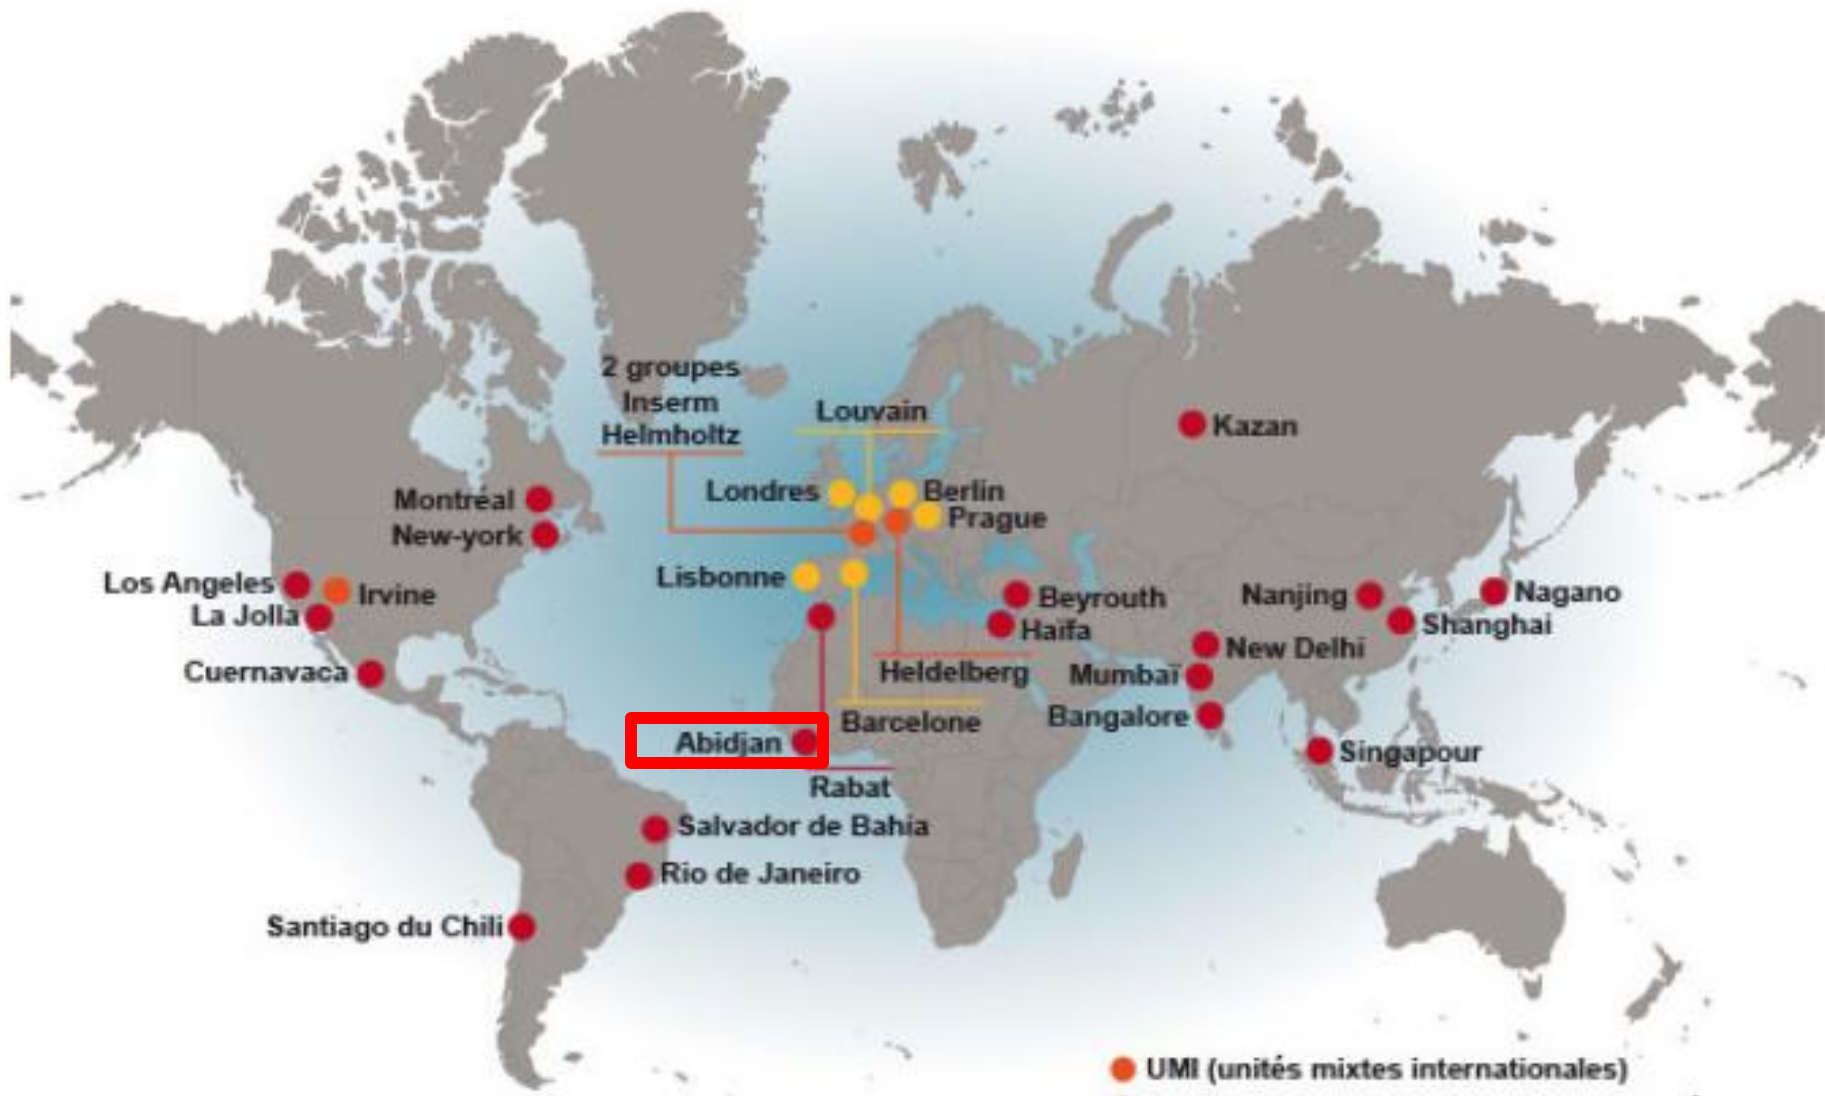 2 groupes
Inserm
Helmholtz
Louvain
Kazan
Londres
Berlin
Prague
Montréal
New-york
Lisbonne
Los Angeles
Irvine
La Jolla
Beyrouth
Haïfa
Nanjing
Nagano
Shanghai
New Delhi
Cuernavaca
Heldelberg
Mumbaï
Barcelone
Bangalore
Abidjan
Singapour
Rabat
Salvador de Bahia
Rio de Janeiro
Santiago du Chili
UMI (unités mixtes internationales)